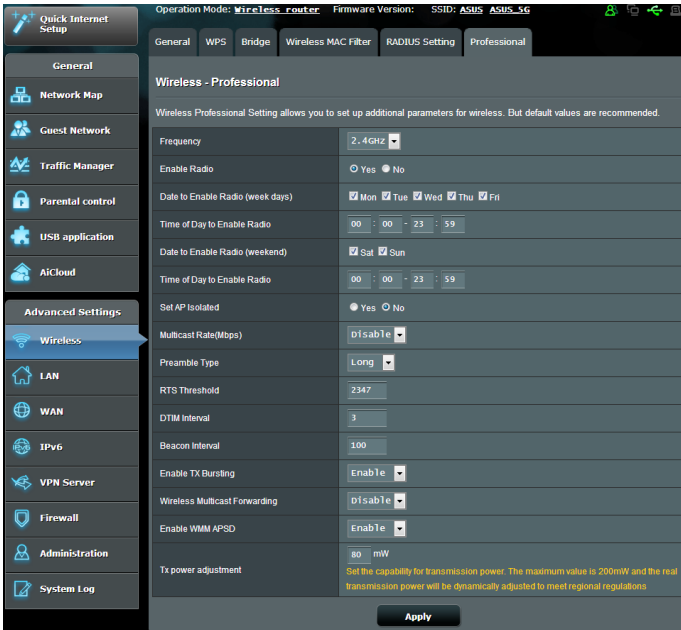 Quick Internet
Setup
General
Network Map
Guest Network
Traffic Manager
Parental control
USB application
AiCloud
Advanced Settings
Wireless
LAN
WAN
IPv6
VPN Server
Firewall
Administration
System Log
Operation Mode: Wireless router Firmware Version: SSID: ASUS ASUS_5G
General WPS Bridge Wireless MAC Filter RADIUS Setting Professional
Wireless - Professional
Wireless Professional Setting allows you to set up additional parameters for wireless. But default values are recommended.
Frequency 2.4GHz
Enable Radio Yes No
Date to Enable Radio (week days) Mon Tue Wed Thu Fri
Time of Day to Enable Radio 00 : 00 - 23 : 59
Date to Enable Radio (weekend) Sat Sun
Time of Day to Enable Radio 00 : 00 - 23 : 59
Set AP Isolated Yes No
Multicast Rate(Mbps) Disable
Preamble Type Long
RTS Threshold 2347
DTIM Interval 3
Beacon Interval 100
Enable TX Bursting Enable
Wireless Multicast Forwarding Disable
Enable WMM APSD Enable
Tx power adjustment 80 mW
Set the capability for transmission power. The maximum value is 200mW and the real
transmission power will be dynamically adjusted to meet regional regulations
Apply